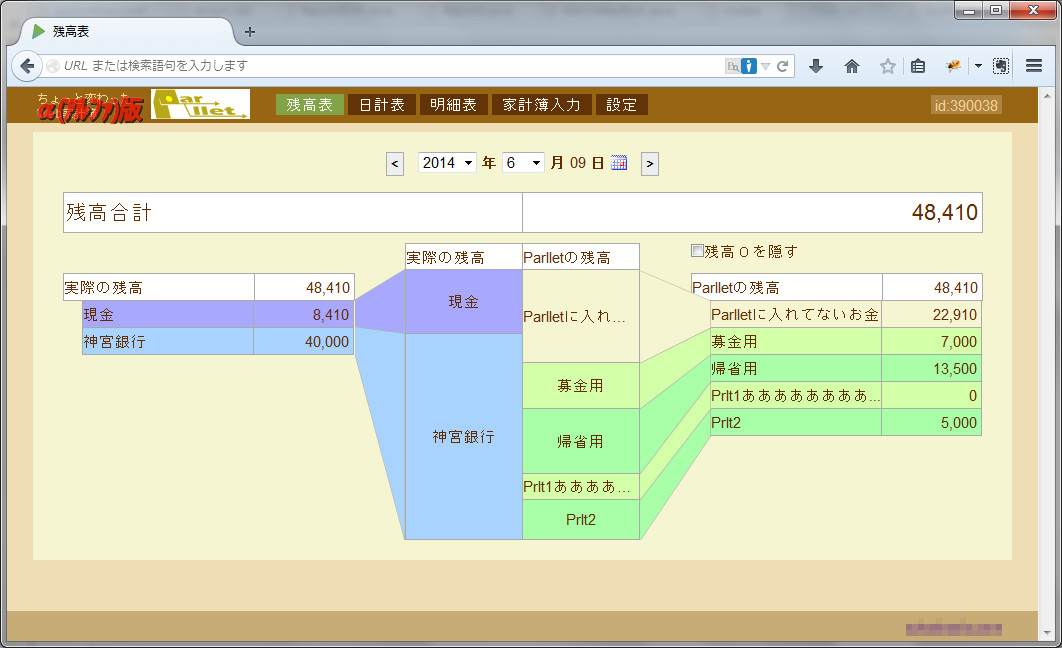 残高表
URL または検索語句を入力します
ちょっと変わった
α(アルファ)版
Parllet
残高表 日計表 明細表 家計簿入力 設定
id:390038
< 2014 年 6 月 09 日 >
残高合計 48,410
残高０を隠す
実際の残高 48,410
現金 8,410
神宮銀行 40,000
実際の残高 Parlletの残高
現金 Parlletに入れ...
募金用
神宮銀行 帰省用
Prlt1ああああ...
Prlt2
Parlletの残高 48,410
Parlletに入れてないお金 22,910
募金用 7,000
帰省用 13,500
Prlt1ああああああああ... 0
Prlt2 5,000